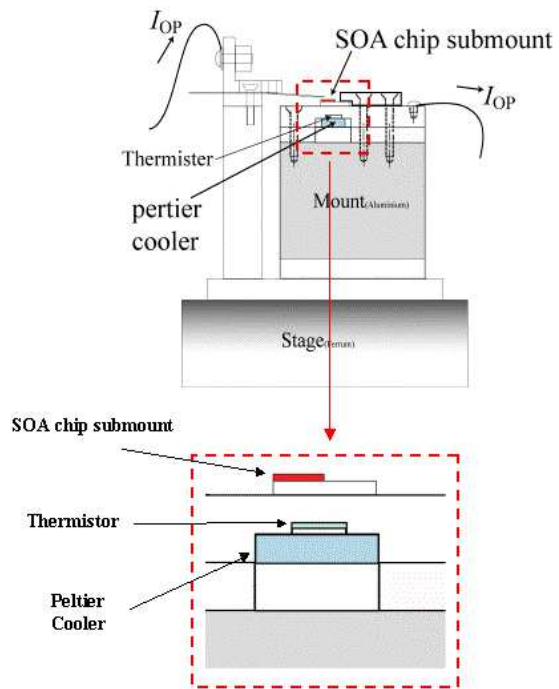 I_OP
SOA chip submount
I_OP
Thermister
pertier
cooler
Mount(Aluminium)
Stage(Ferrum)
SOA chip submount
Thermistor
Peltier
Cooler